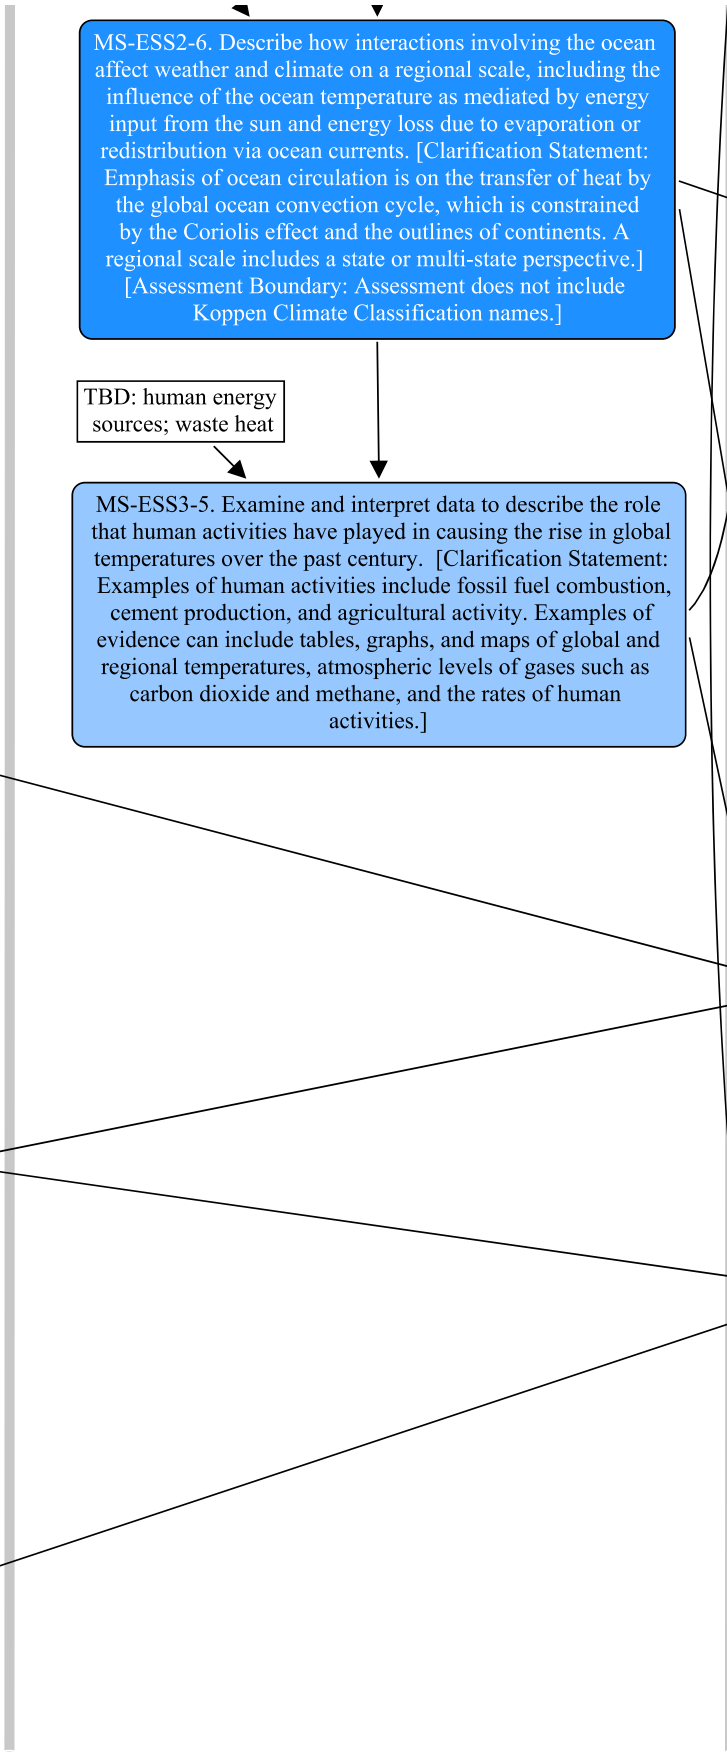 MS-ESS2-6. Describe how interactions involving the ocean
affect weather and climate on a regional scale, including the
influence of the ocean temperature as mediated by energy
input from the sun and energy loss due to evaporation or
redistribution via ocean currents. [Clarification Statement:
Emphasis of ocean circulation is on the transfer of heat by
the global ocean convection cycle, which is constrained
by the Coriolis effect and the outlines of continents. A
regional scale includes a state or multi-state perspective.]
[Assessment Boundary: Assessment does not include
Koppen Climate Classification names.]
TBD: human energy
sources; waste heat
MS-ESS3-5. Examine and interpret data to describe the role
that human activities have played in causing the rise in global
temperatures over the past century. [Clarification Statement:
Examples of human activities include fossil fuel combustion,
cement production, and agricultural activity. Examples of
evidence can include tables, graphs, and maps of global and
regional temperatures, atmospheric levels of gases such as
carbon dioxide and methane, and the rates of human
activities.]